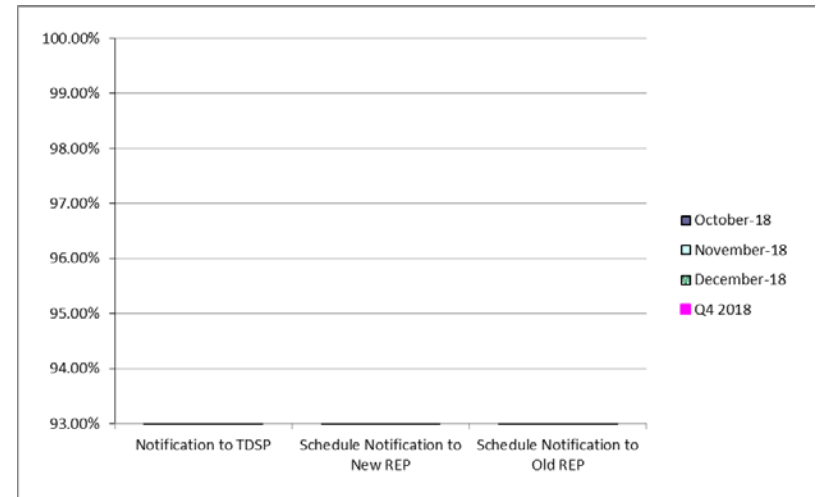 100.00%
99.00%
98.00%
97.00%
96.00%
95.00%
94.00%
93.00%
Notification to TDSP
Schedule Notification to
New REP
Schedule Notification to
Old REP
October-18
November-18
December-18
Q4 2018